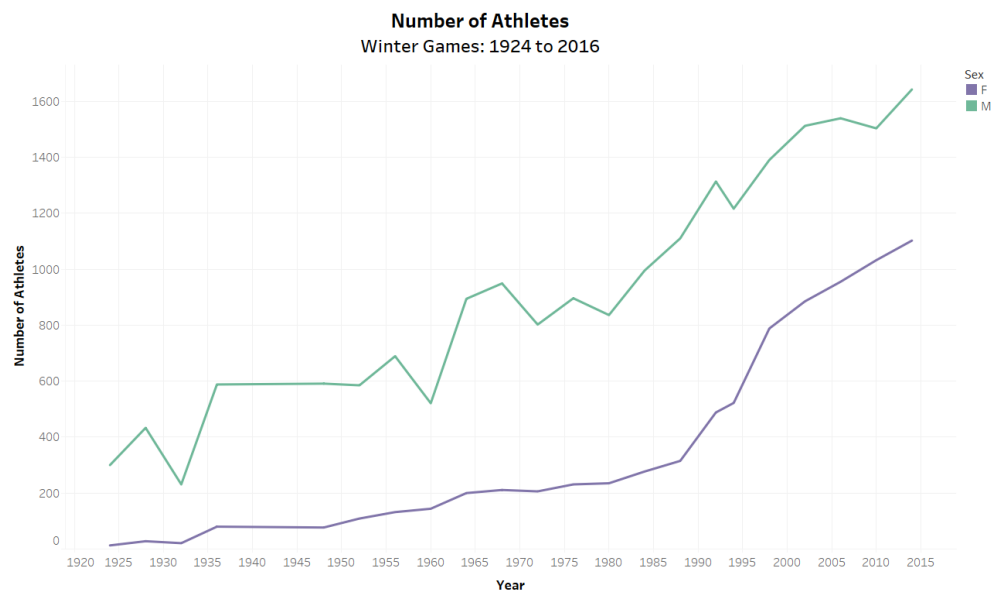 Number of Athletes
Winter Games: 1924 to 2016
Sex
F
M
1600
1400
1200
1000
800
600
400
200
0
Number of Athletes
1920 1925 1930 1935 1940 1945 1950 1955 1960 1965 1970 1975 1980 1985 1990 1995 2000 2005 2010 2015
Year